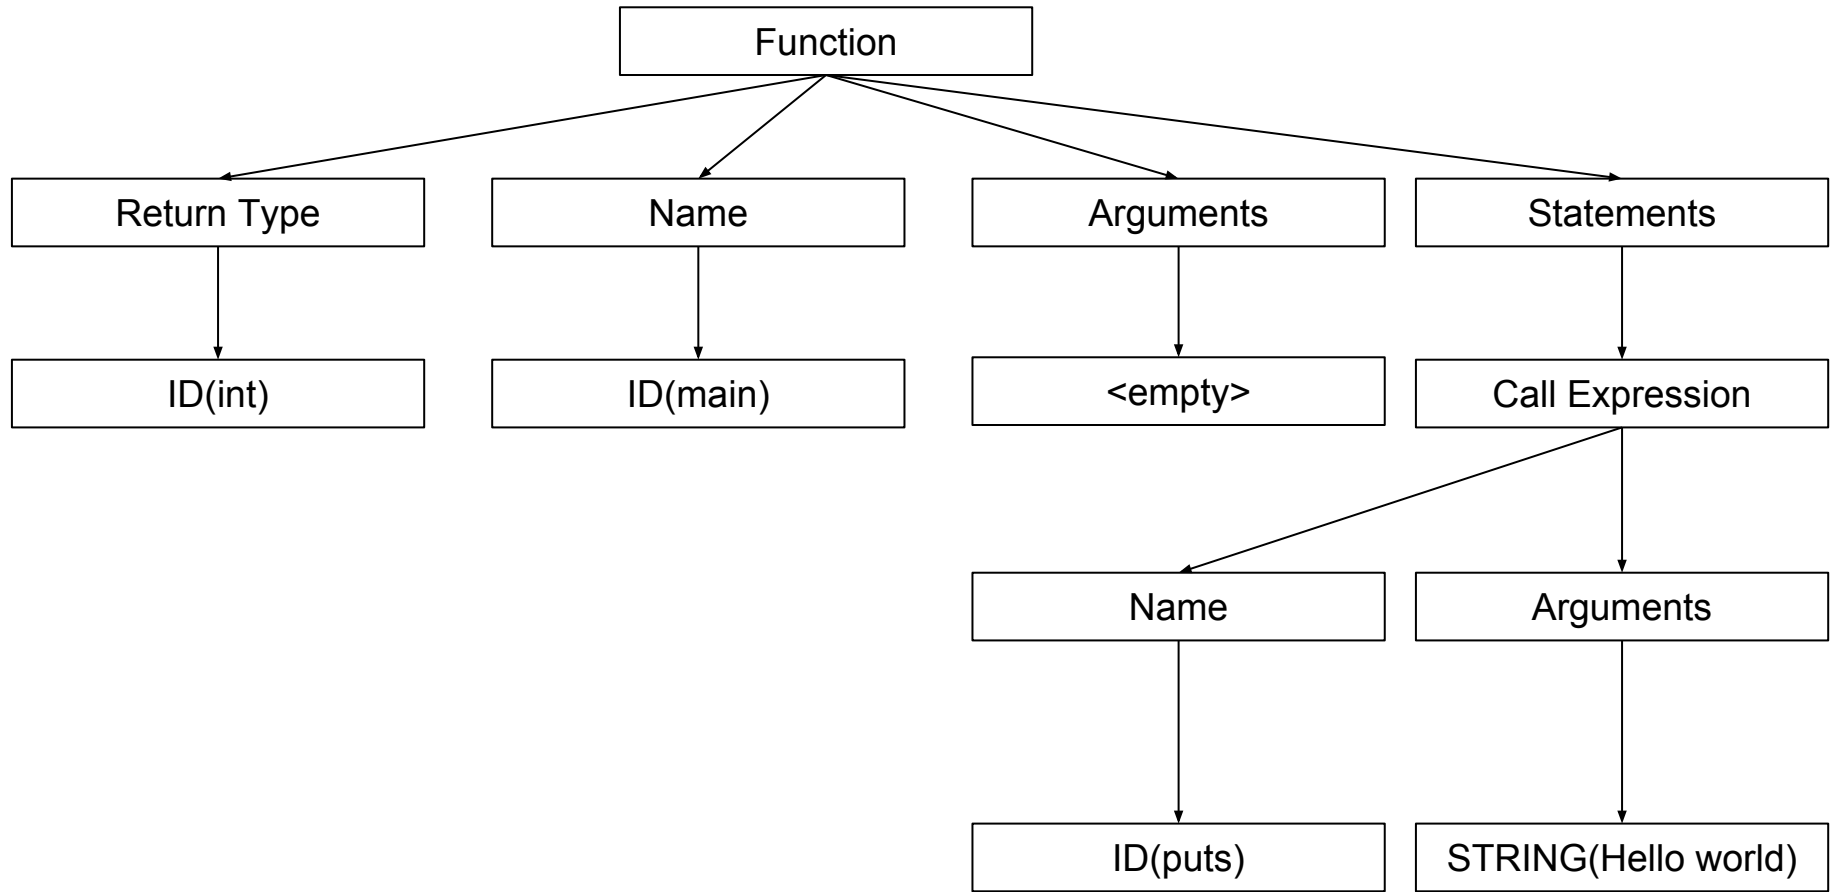 Function
Return Type
Name
Arguments
Statements
ID(int)
ID(main)
<empty>
Call Expression
Name
Arguments
ID(puts)
STRING(Hello world)